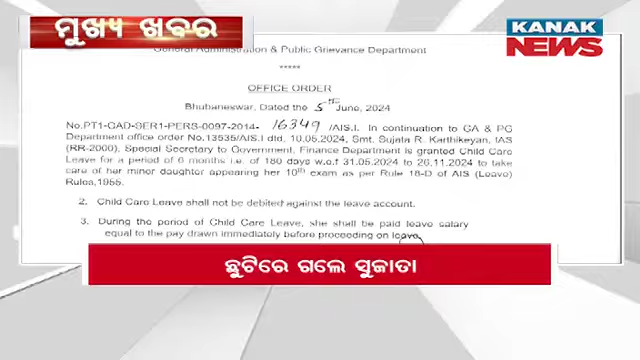 ମୁଖ୍ୟ ଖବର
KANAK
NEWS
General Administration & Public Grievance Department
*****
OFFICE ORDER
Bhubaneswar, Dated the 5th June, 2024
No.PT1-GAD-SER1-PERS-0097-2014- 16349 /AIS.I. In continuation to GA & PG
Department office order No.13535/AIS.I dtd. 10.05.2024, Smt. Sujata R. Karthikeyan, IAS
(RR-2000), Special Secretary to Government, Finance Department is granted Child Care
Leave for a period of 6 months i.e. of 180 days w.e.f 31.05.2024 to 26.11.2024 to take
care of her minor daughter appearing her 10th exam as per Rule 18-D of AIS (Leave)
Rules,1955.
2. Child Care Leave shall not be debited against the leave account.
3. During the period of Child Care Leave, she shall be paid leave salary
equal to the pay drawn immediately before proceeding on leave
ଛୁଟିରେ ଗଲେ ସୁଜାତା